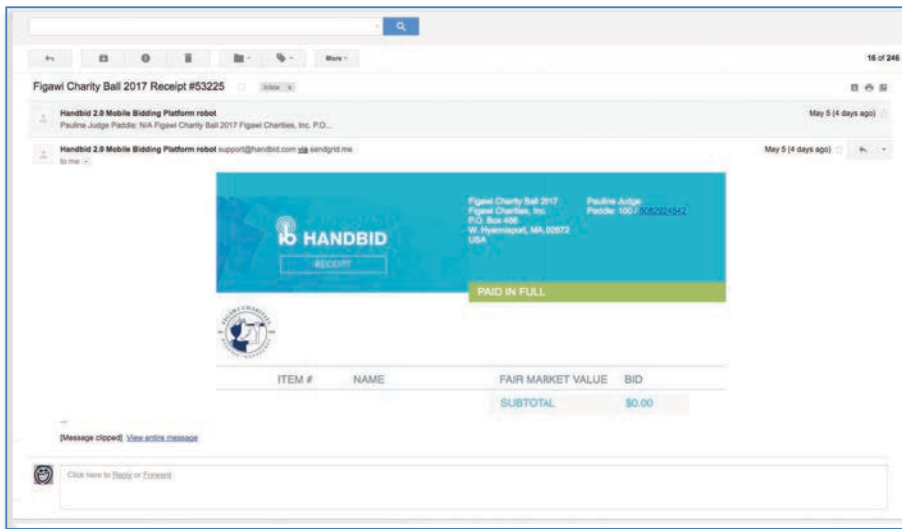 More
16 of 246
Figawi Charity Ball 2017 Receipt #53225
Inbox x
Handbid 2.0 Mobile Bidding Platform robot
May 5 (4 days ago)
Pauline Judge Paddle: N/A Figawi Charity Ball 2017 Figawi Charities, Inc. P.O...
Handbid 2.0 Mobile Bidding Platform robot support@handbid.com via sendgrid.me
May 5 (4 days ago)
to me
Figawi Charity Ball 2017
Figawi Charities, Inc
P.O. Box 486
W. Hyannisport, MA, 02672
USA
Pauline Judge
Paddle: 100 / 5082924542
HANDBID
RECEIPT
PAID IN FULL
FIGAWI CHARITIES
ITEM # NAME FAIR MARKET VALUE BID
SUBTOTAL $0.00
...
[Message clipped] View entire message
Click here to Reply or Forward